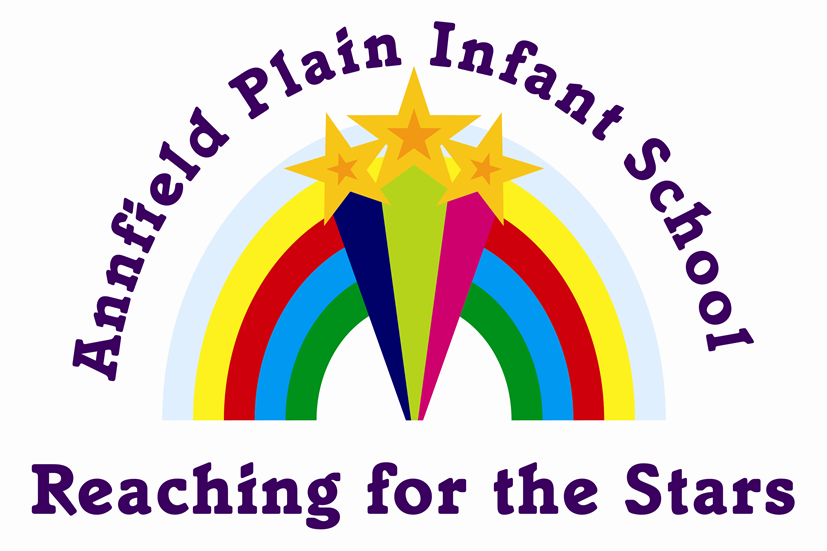 Annfield Plain Infant School
Reaching for the Stars